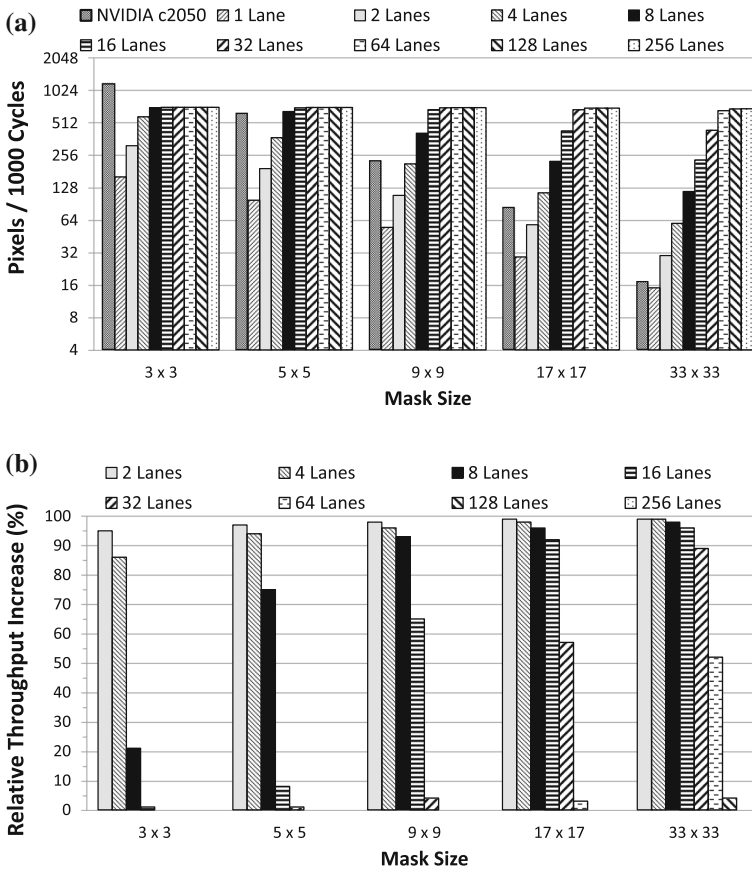 (a)
NVIDIA c2050 1 Lane 2 Lanes 4 Lanes 8 Lanes
16 Lanes 32 Lanes 64 Lanes 128 Lanes 256 Lanes
Pixels / 1000 Cycles
2048
1024
512
256
128
64
32
16
8
4
3 x 3 5 x 5 9 x 9 17 x 17 33 x 33
Mask Size
(b)
2 Lanes 4 Lanes 8 Lanes 16 Lanes
32 Lanes 64 Lanes 128 Lanes 256 Lanes
Relative Throughput Increase (%)
100
90
80
70
60
50
40
30
20
10
0
3 x 3 5 x 5 9 x 9 17 x 17 33 x 33
Mask Size